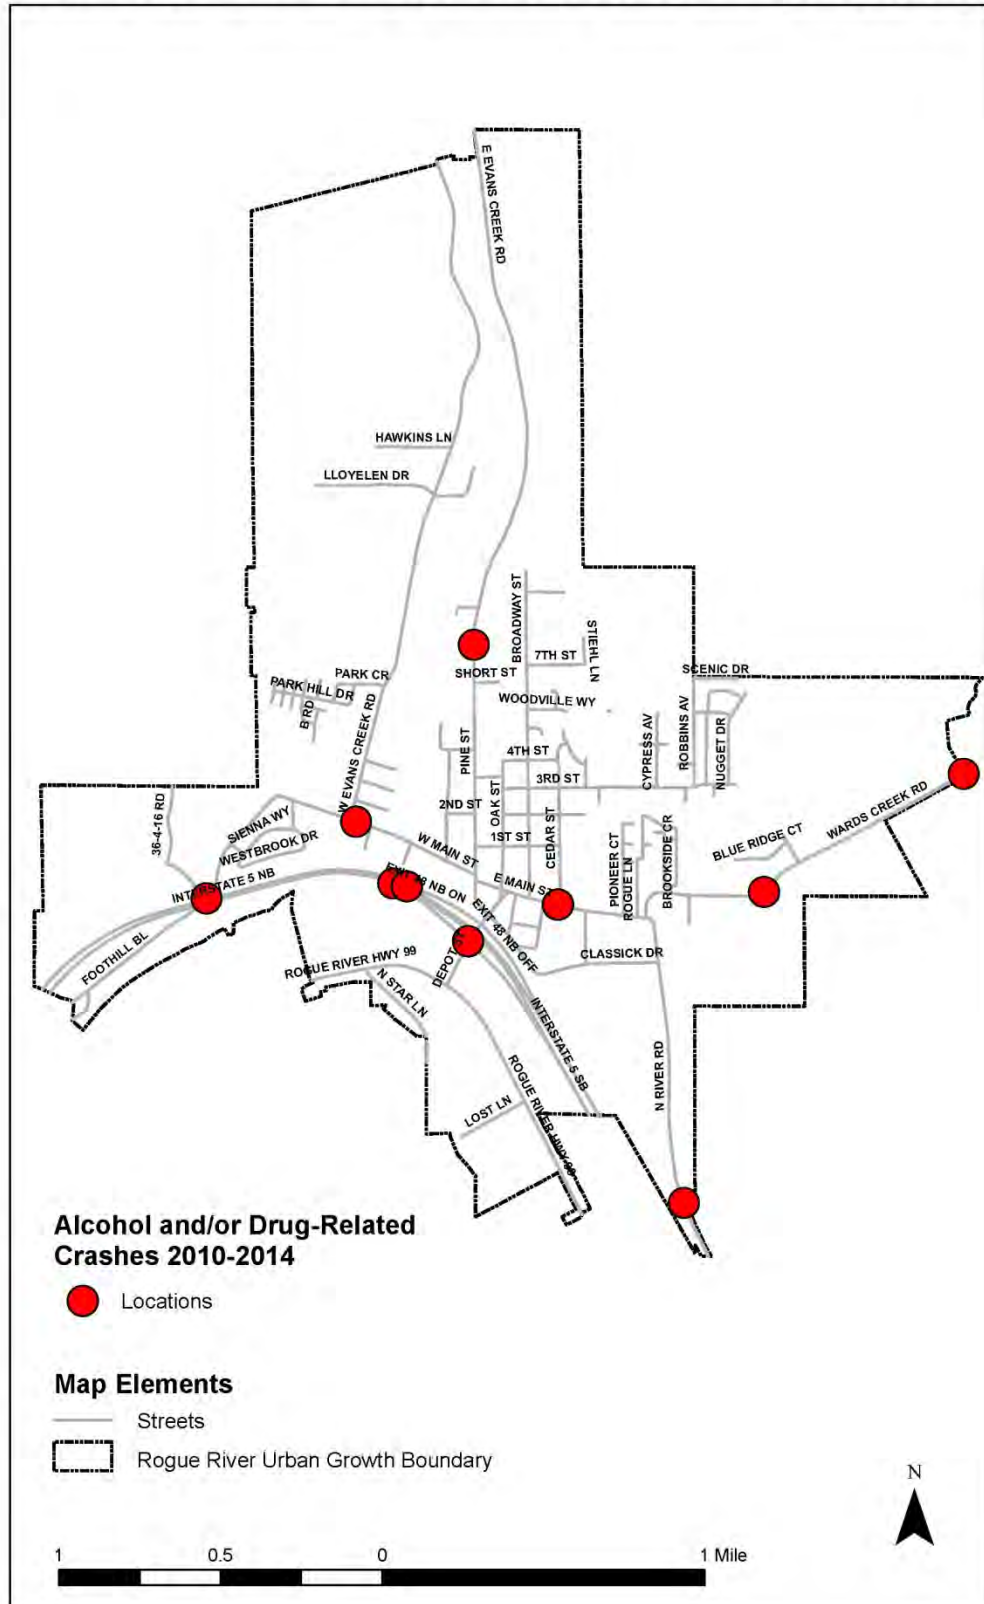 E EVANS CREEK RD
HAWKINS LN
LLOYELEN DR
BROADWAY ST
STIEHL LN
7TH ST
SHORT ST
SCENIC DR
PARK CR
PARK HILL DR
B RD
WOODVILLE WY
W EVANS CREEK RD
PINE ST
4TH ST
CYPRESS AV
ROBBINS AV
NUGGET DR
3RD ST
2ND ST
OAK ST
36-4-16 RD
SIENNA WY
WESTBROOK DR
W MAIN ST
1ST ST
CEDAR ST
PIONEER CT
ROGUE LN
BROOKSIDE CR
BLUE RIDGE CT
WARDS CREEK RD
INTERSTATE 5 NB
EXIT 48 NB ON
E MAIN ST
EXIT 48 NB OFF
FOOTHILL BL
ROGUE RIVER HWY 99
DEPOT ST
CLASSICK DR
N STAR LN
INTERSTATE 5 SB
N RIVER RD
ROGUE RIVER HWY 99
LOST LN
Alcohol and/or Drug-Related
Crashes 2010-2014
Locations
Map Elements
Streets
Rogue River Urban Growth Boundary
N
1 0.5 0 1 Mile